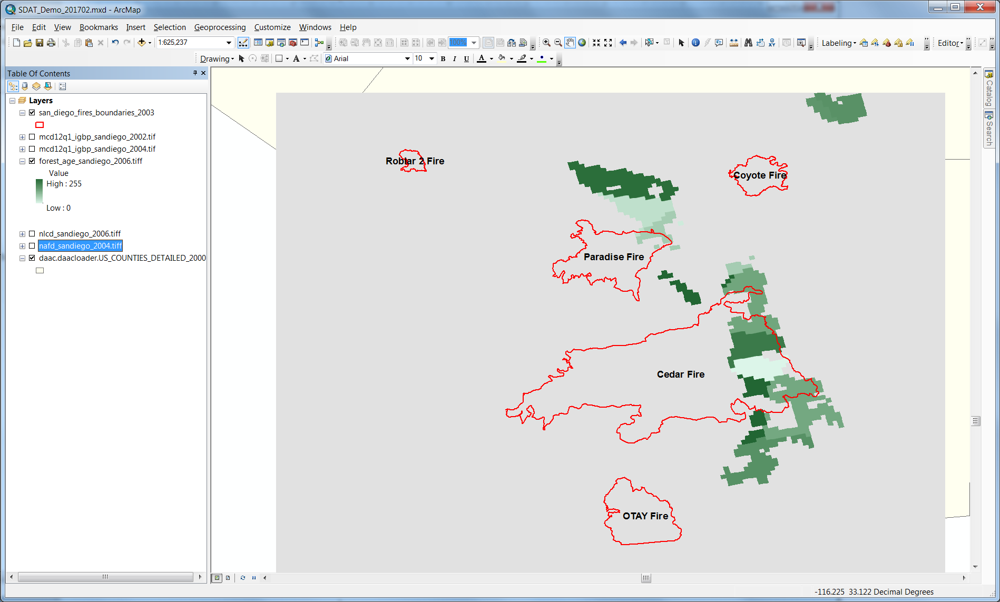 SDAT_Demo_201702.mxd - ArcMap
File Edit View Bookmarks Insert Selection Geoprocessing Customize Windows Help
1:625,237
100%
Labeling
Editor
Drawing
A
Arial
10
B I U A
Table Of Contents
Layers
san_diego_fires_boundaries_2003
mcd12q1_igbp_sandiego_2002.tif
mcd12q1_igbp_sandiego_2004.tif
forest_age_sandiego_2006.tiff
Value
High : 255
Low : 0
nlcd_sandiego_2006.tiff
nafd_sandiego_2004.tiff
daac.daacloader.US_COUNTIES_DETAILED_2000
Roblar 2 Fire
Coyote Fire
Paradise Fire
Cedar Fire
OTAY Fire
Catalog
Search
-116.225 33.122 Decimal Degrees